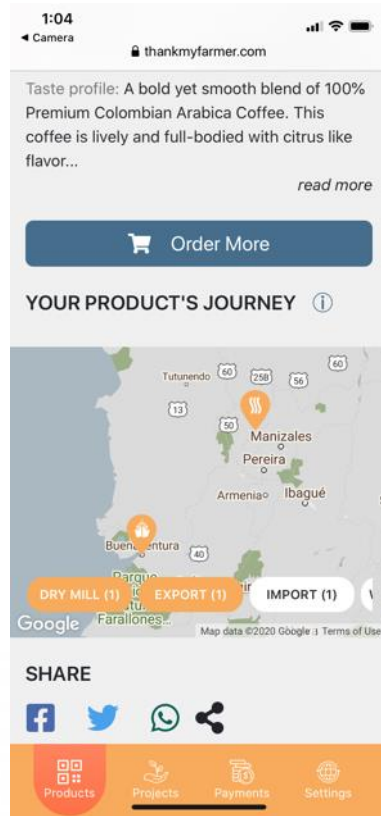 1:04
◀ Camera
thankmyfarmer.com
Taste profile: A bold yet smooth blend of 100%
Premium Colombian Arabica Coffee. This
coffee is lively and full-bodied with citrus like
flavor...
read more
Order More
YOUR PRODUCT'S JOURNEY
Tutunendo
60
25B
60
56
13
50
Manizales
Pereira
Armenia
Ibagué
Buenaventura
40
Parque
DRY MILL (1)
EXPORT (1)
IMPORT (1)
Farallones...
Google
Map data ©2020 Google
Terms of Use
SHARE
Products
Projects
Payments
Settings